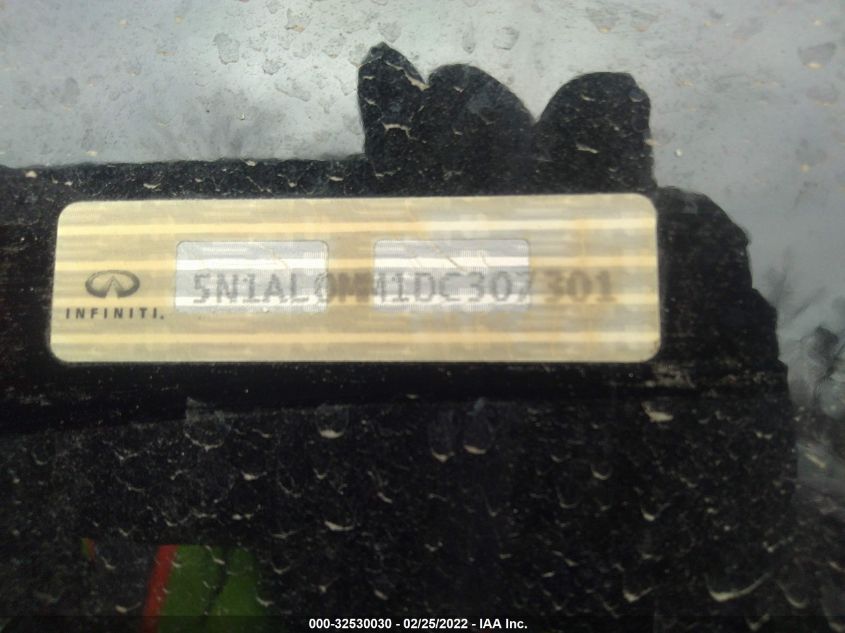 5N1AL0MM1DC307301
INFINITI.
000-32530030 - 02/25/2022 - IAA Inc.